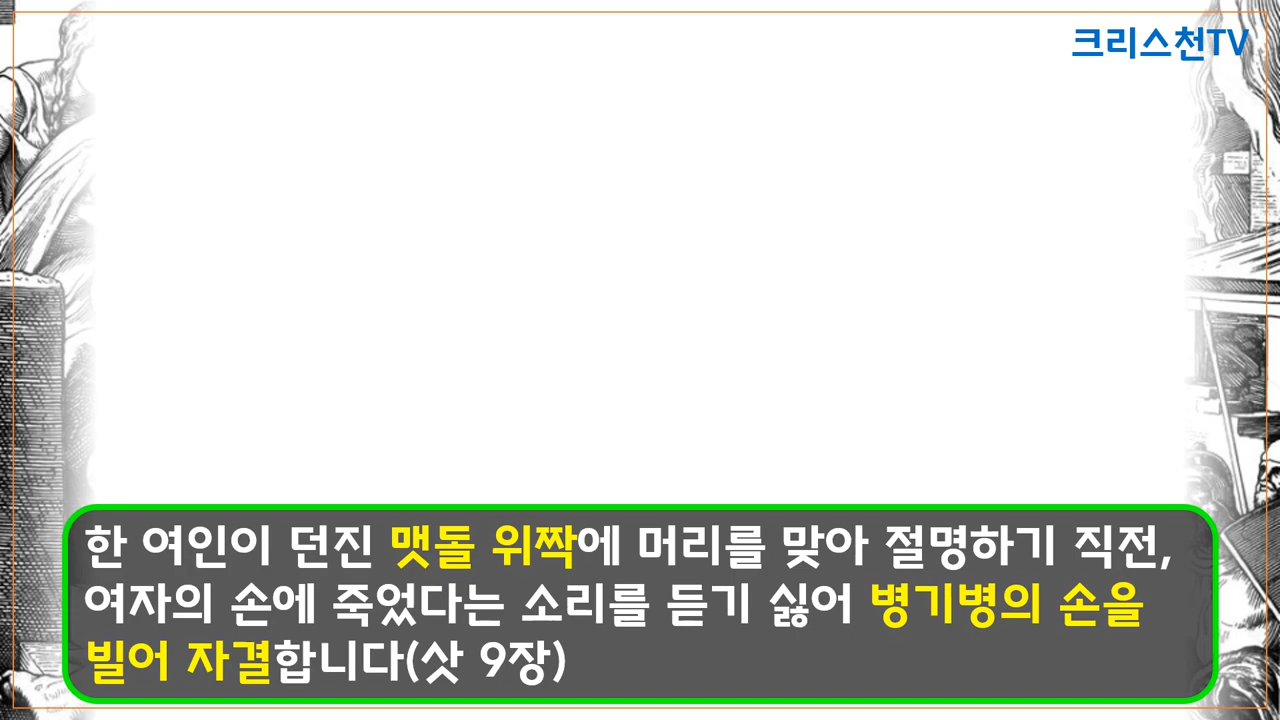 크리스천TV
한 여인이 던진 맷돌 위짝에 머리를 맞아 절명하기 직전,
여자의 손에 죽었다는 소리를 듣기 싫어 병기병의 손을
빌어 자결합니다(삿 9장)